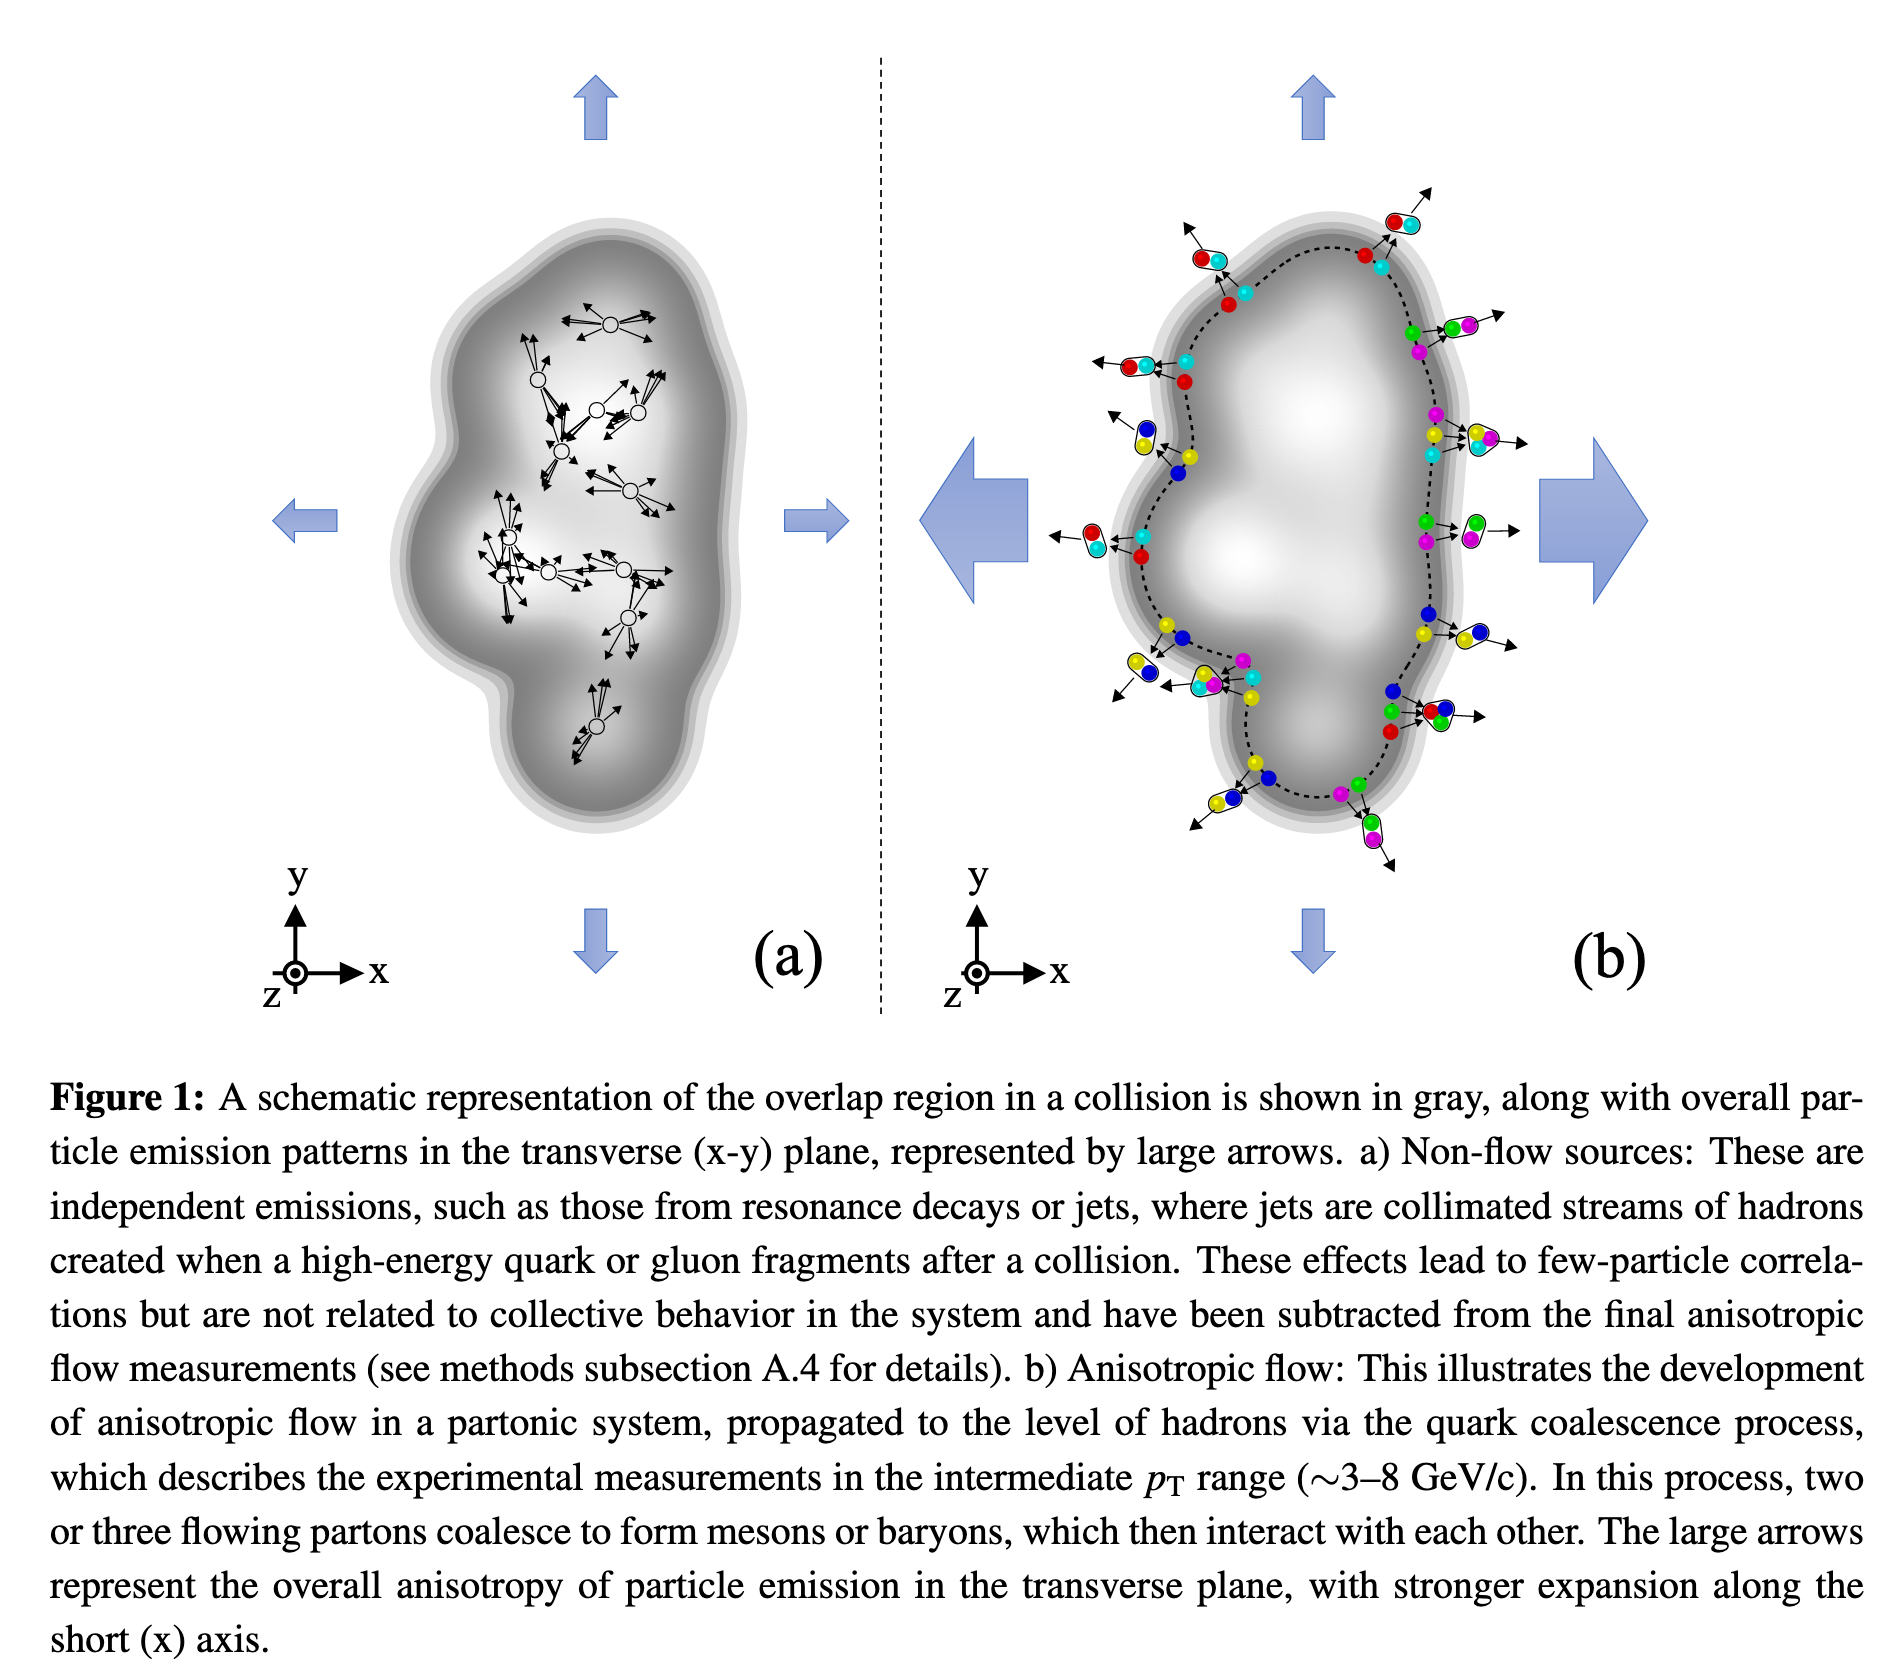 y
x
z
(a)
y
x
z
(b)
Figure 1: A schematic representation of the overlap region in a collision is shown in gray, along with overall par-
ticle emission patterns in the transverse (x-y) plane, represented by large arrows. a) Non-flow sources: These are
independent emissions, such as those from resonance decays or jets, where jets are collimated streams of hadrons
created when a high-energy quark or gluon fragments after a collision. These effects lead to few-particle correla-
tions but are not related to collective behavior in the system and have been subtracted from the final anisotropic
flow measurements (see methods subsection A.4 for details). b) Anisotropic flow: This illustrates the development
of anisotropic flow in a partonic system, propagated to the level of hadrons via the quark coalescence process,
which describes the experimental measurements in the intermediate pT range (∼3–8 GeV/c). In this process, two
or three flowing partons coalesce to form mesons or baryons, which then interact with each other. The large arrows
represent the overall anisotropy of particle emission in the transverse plane, with stronger expansion along the
short (x) axis.